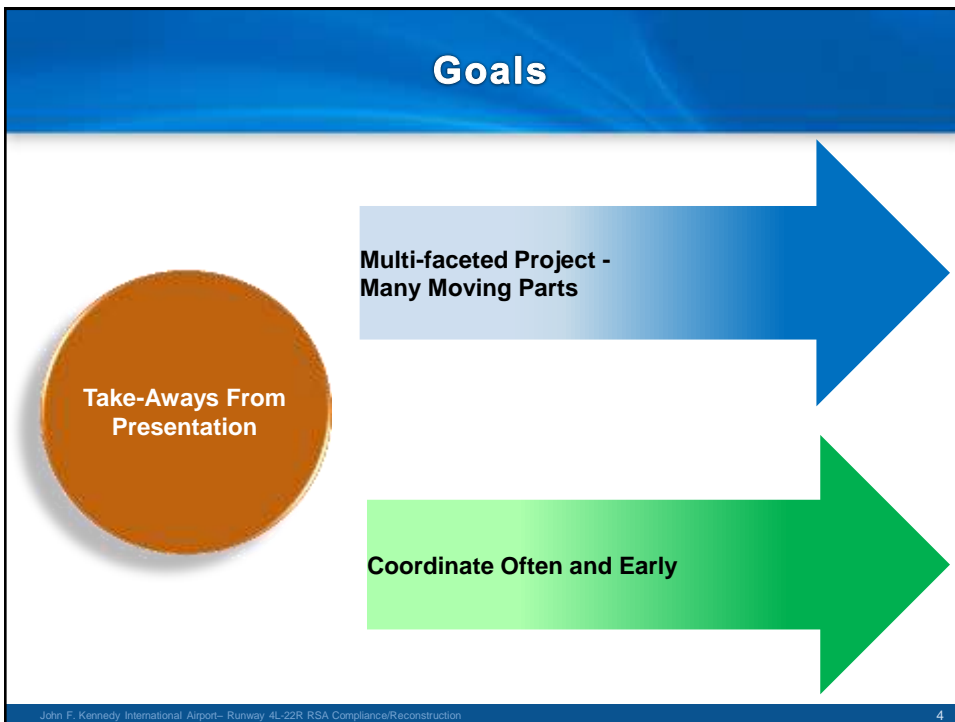 Goals
Multi-faceted Project -
Many Moving Parts
Take-Aways From
Presentation
Coordinate Often and Early
John F. Kennedy International Airport– Runway 4L-22R RSA Compliance/Reconstruction
4